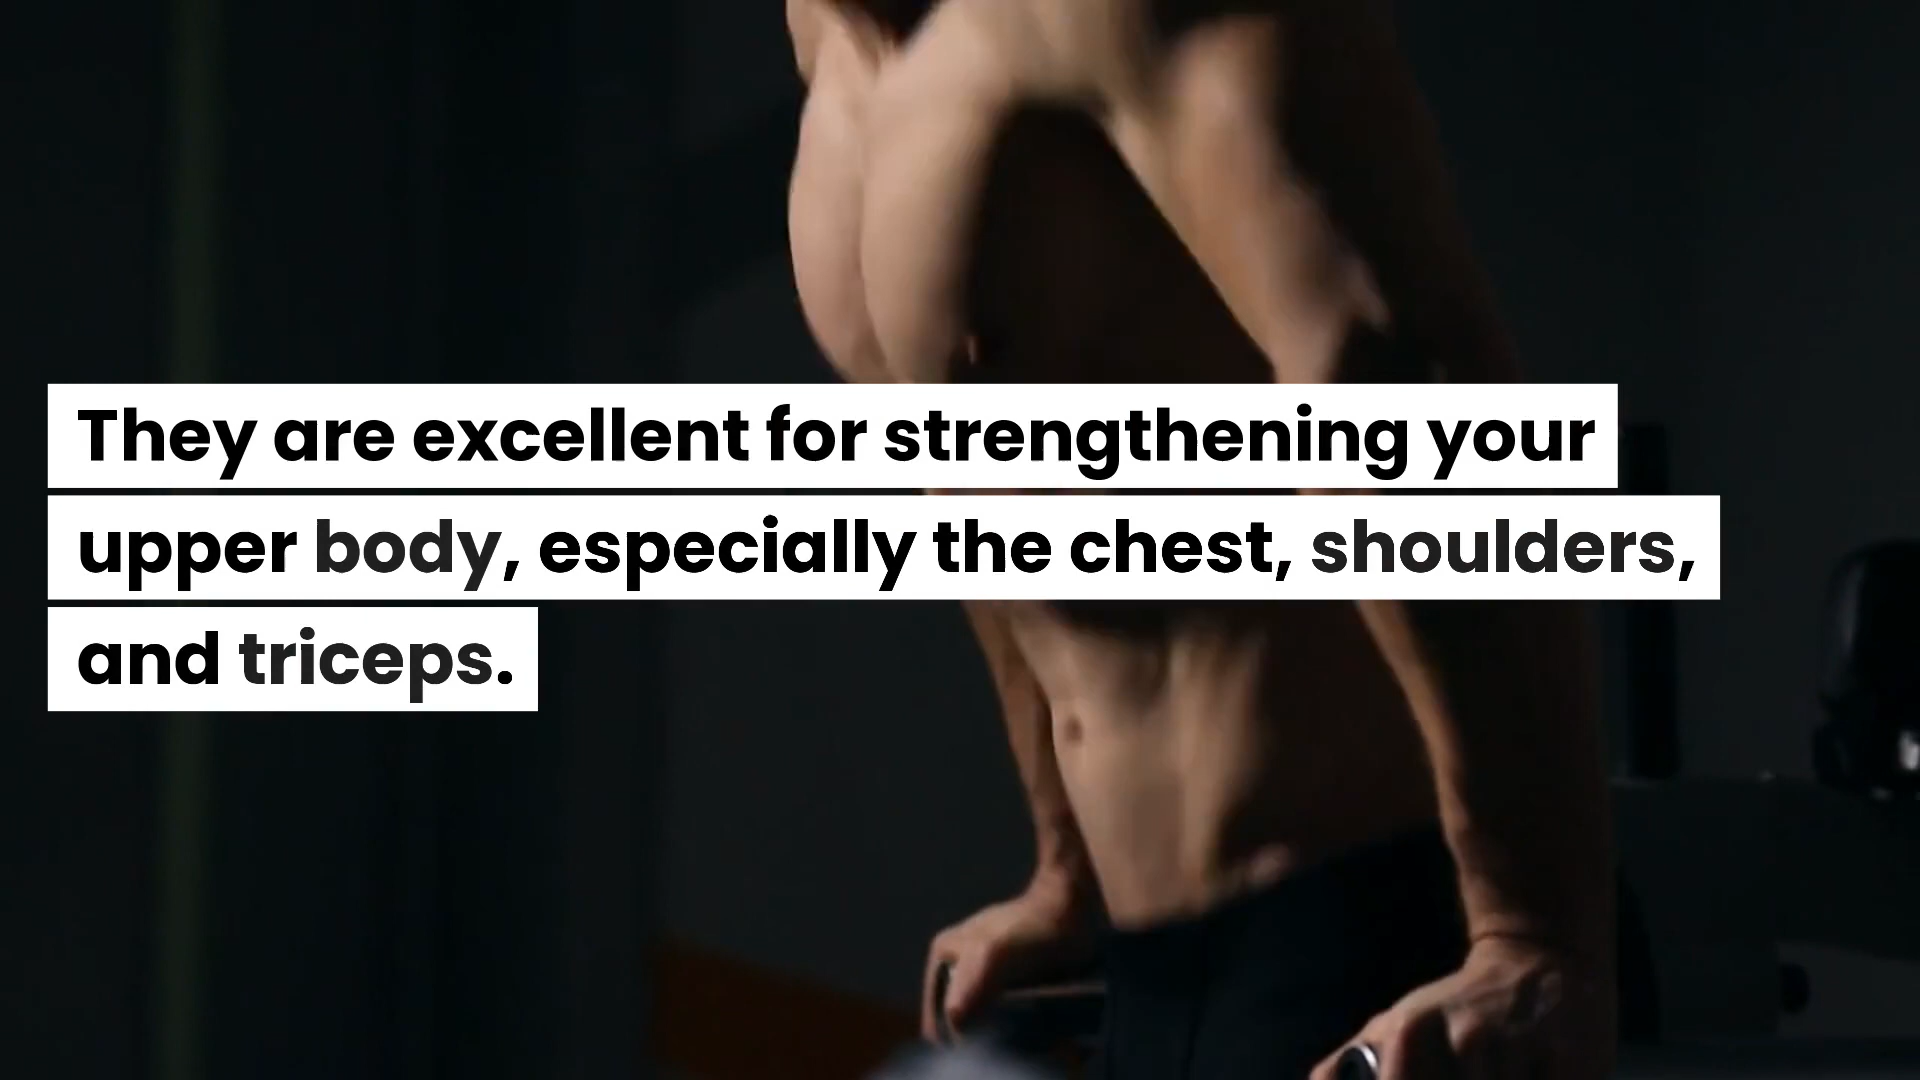 They are excellent for strengthening your
upper body, especially the chest, shoulders,
and triceps.